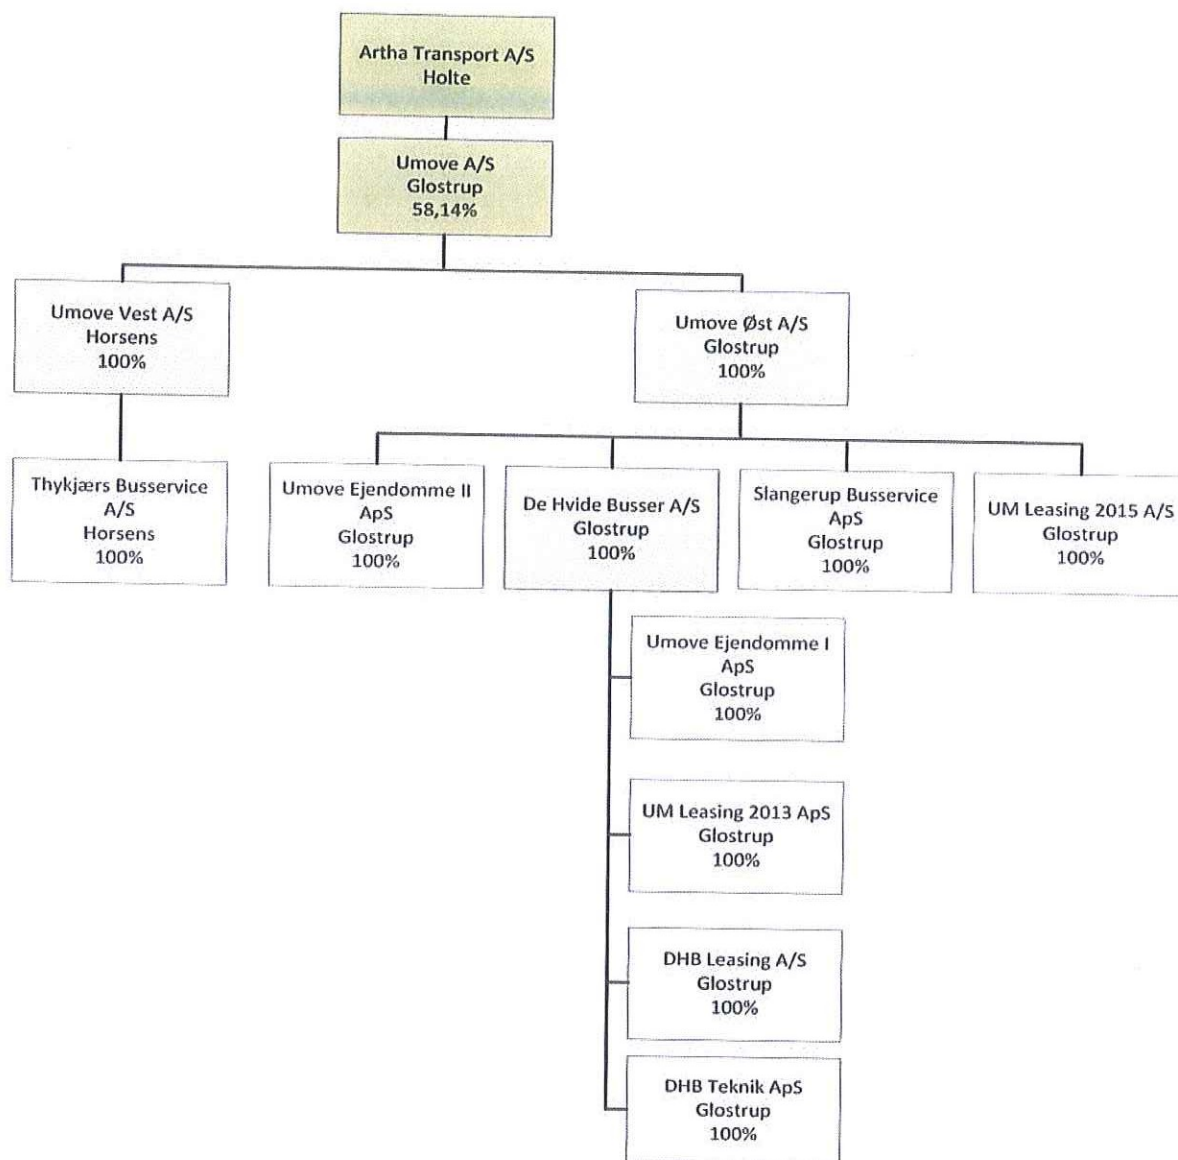 Artha Transport A/S
Holte
Umove A/S
Glostrup
58,14%
Umove Vest A/S
Horsens
100%
Umove Øst A/S
Glostrup
100%
Thykjærs Busservice
A/S
Horsens
100%
Umove Ejendomme II
ApS
Glostrup
100%
De Hvide Busser A/S
Glostrup
100%
Slangerup Busservice
ApS
Glostrup
100%
UM Leasing 2015 A/S
Glostrup
100%
Umove Ejendomme I
ApS
Glostrup
100%
UM Leasing 2013 ApS
Glostrup
100%
DHB Leasing A/S
Glostrup
100%
DHB Teknik ApS
Glostrup
100%